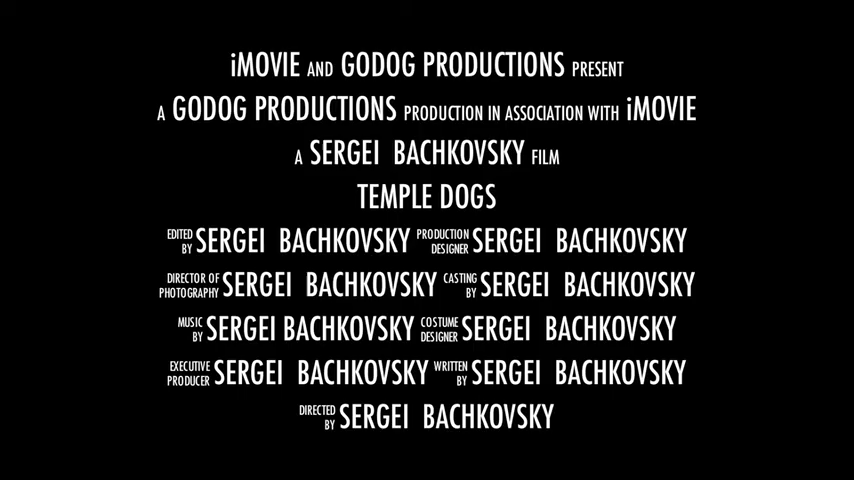 iMOVIE AND GODOG PRODUCTIONS PRESENT
A GODOG PRODUCTIONS PRODUCTION IN ASSOCIATION WITH iMOVIE
A SERGEI BACHKOVSKY FILM
TEMPLE DOGS
EDITED BY SERGEI BACHKOVSKY PRODUCTION DESIGNER SERGEI BACHKOVSKY
DIRECTOR OF PHOTOGRAPHY SERGEI BACHKOVSKY CASTING BY SERGEI BACHKOVSKY
MUSIC BY SERGEI BACHKOVSKY COSTUME DESIGNER SERGEI BACHKOVSKY
EXECUTIVE PRODUCER SERGEI BACHKOVSKY WRITTEN BY SERGEI BACHKOVSKY
DIRECTED BY SERGEI BACHKOVSKY